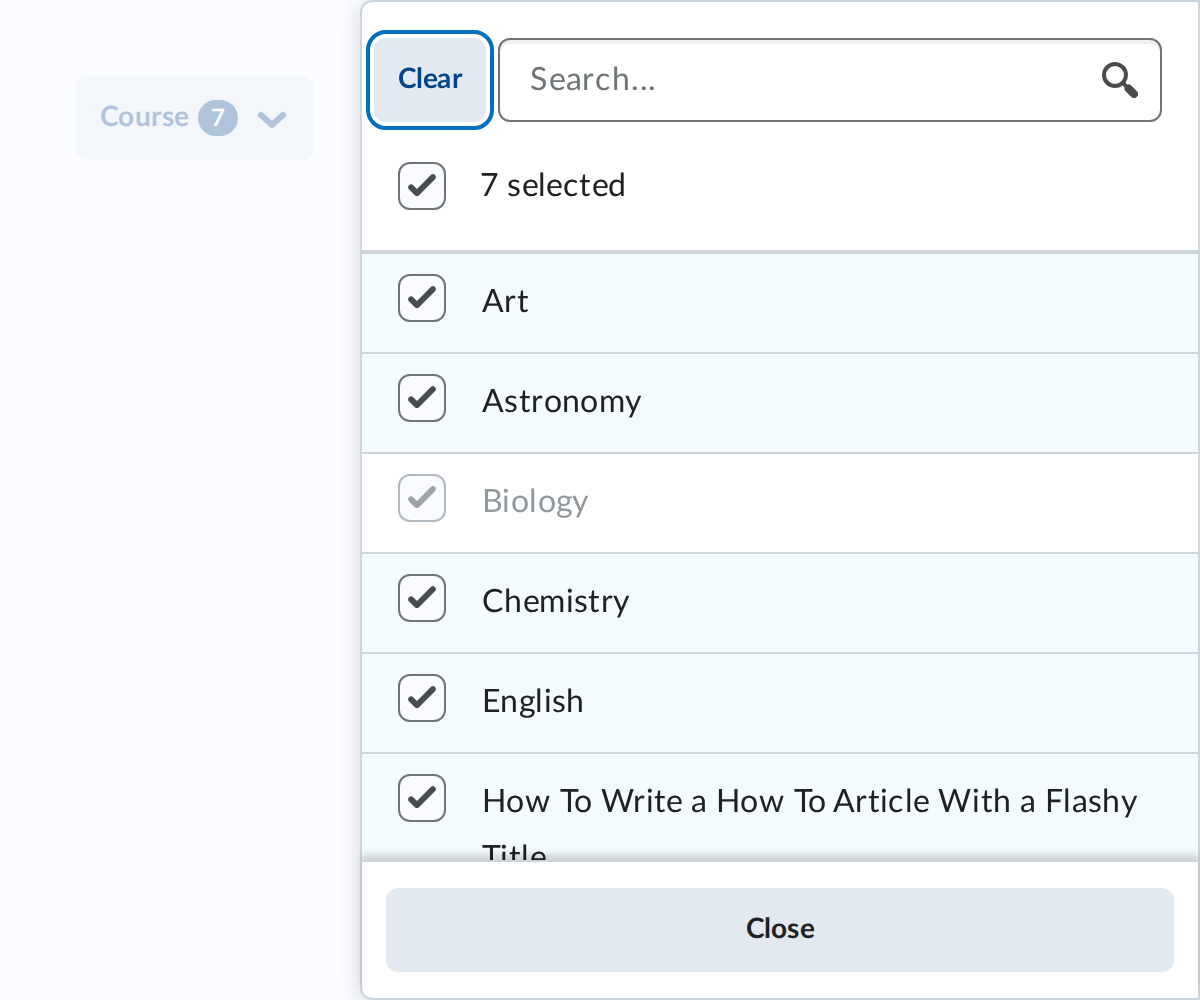 Course 7
Clear
Search...
7 selected
Art
Astronomy
Biology
Chemistry
English
How To Write a How To Article With a Flashy
Title
Close